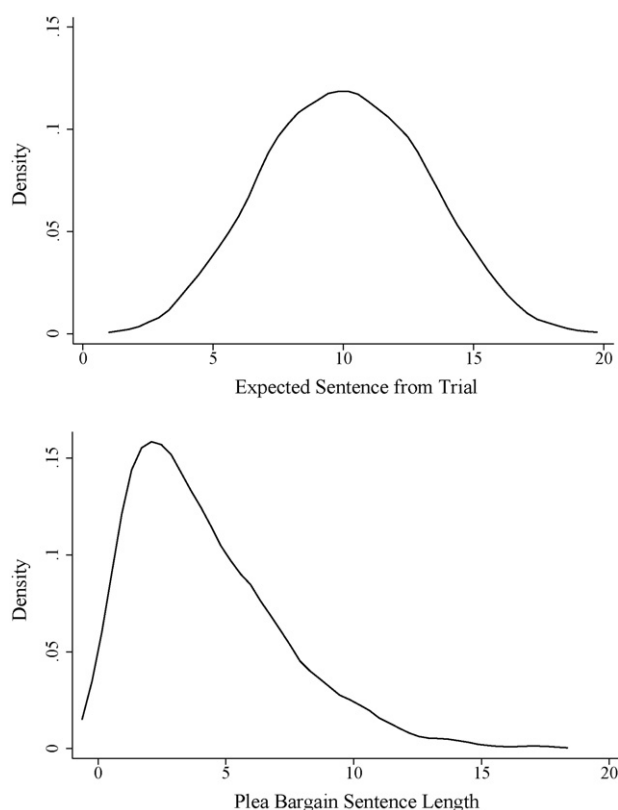 .15
.1
.05
0
Density
0 5 10 15 20
Expected Sentence from Trial
.15
.1
.05
0
Density
0 5 10 15 20
Plea Bargain Sentence Length